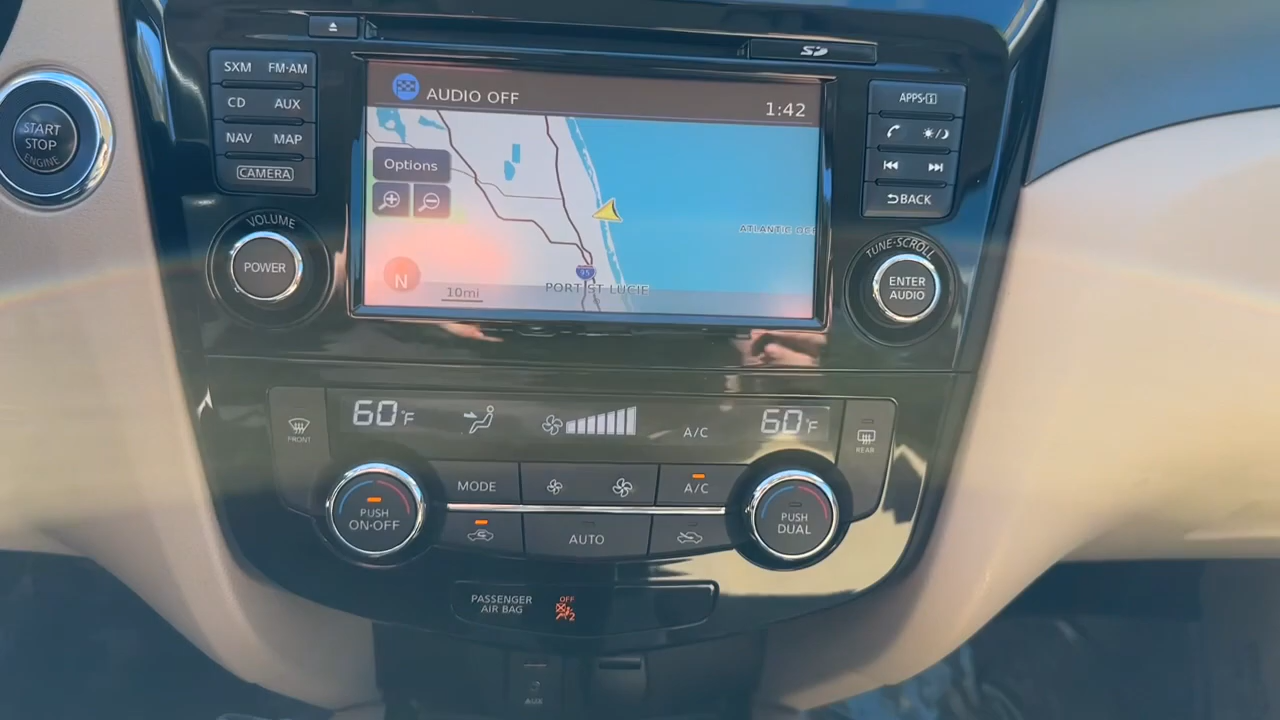 SXM FM·AM
CD AUX
NAV MAP
CAMERA
START
STOP
ENGINE
VOLUME
POWER
SD
AUDIO OFF
1:42
Options
N
10mi
ATLANTIC
95
PORT ST LUCIE
APPS·i
BACK
TUNE·SCROLL
ENTER
AUDIO
FRONT
60°F
A/C
60°F
REAR
PUSH
ON·OFF
MODE
A/C
AUTO
PUSH
DUAL
PASSENGER
AIR BAG
OFF
2
AUX